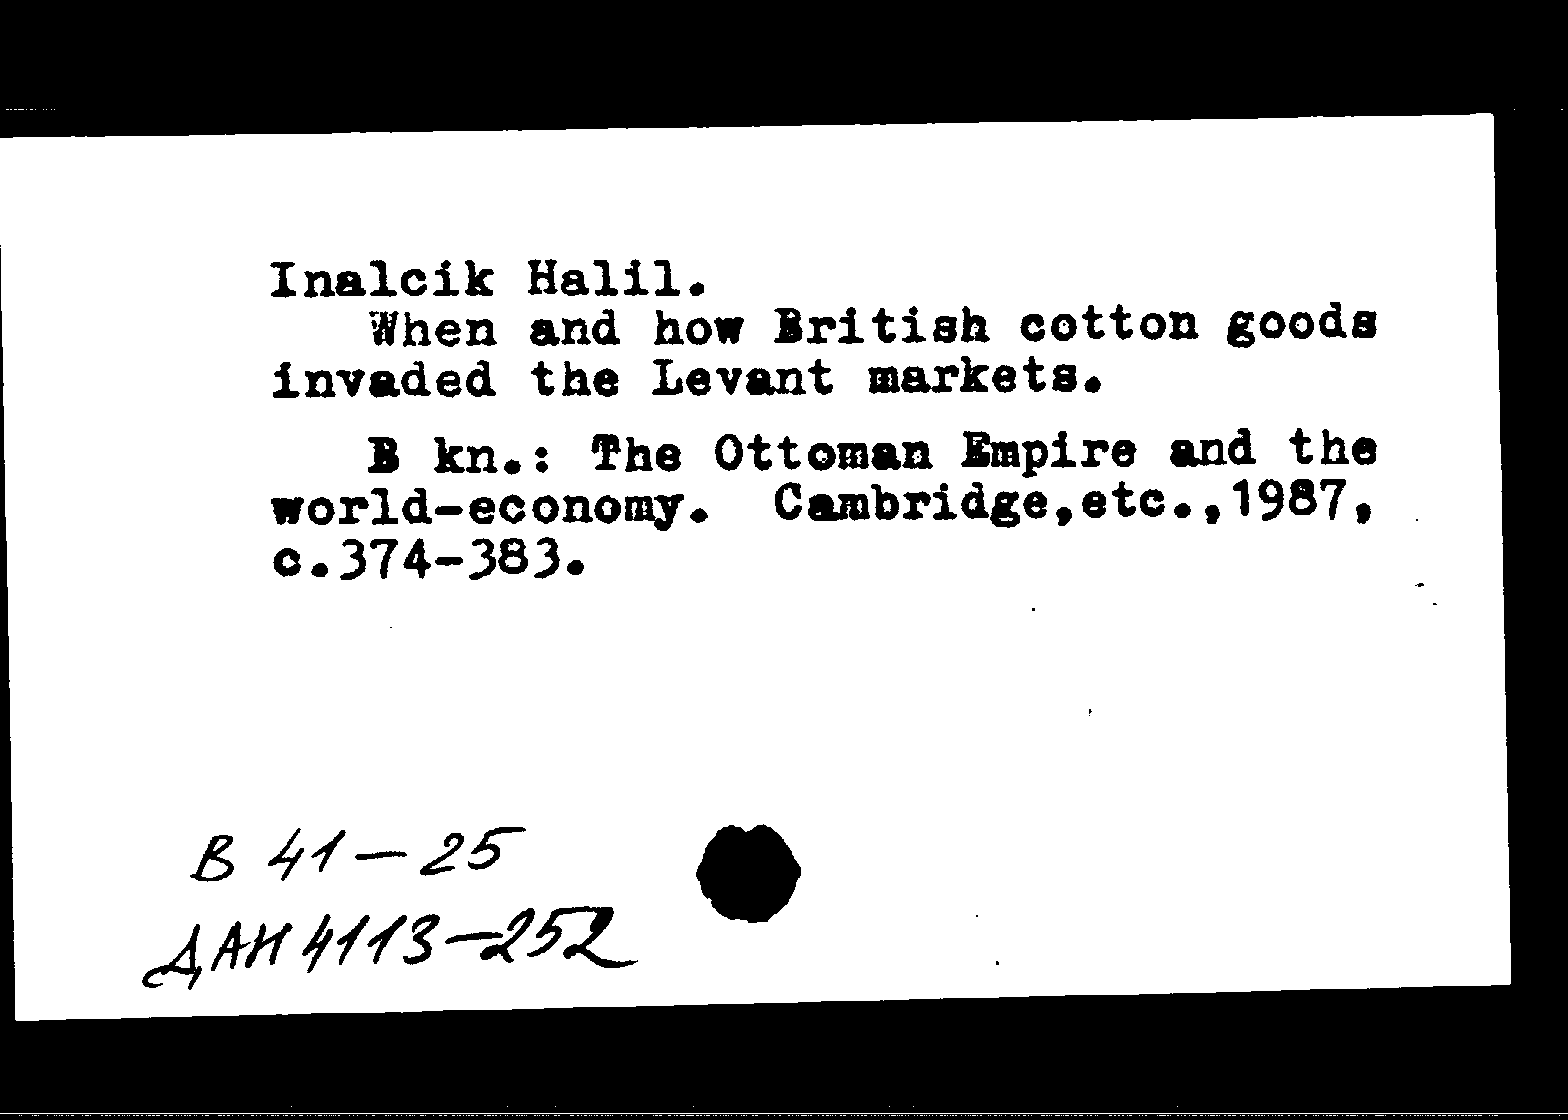 Inalcik Halil.
When and how British cotton goods
invaded the Levant markets.
B kn.: The Ottoman Empire and the
world-economy. Cambridge,etc.,1987,
c.374-383.
В 41-25
ДАН 4113-252